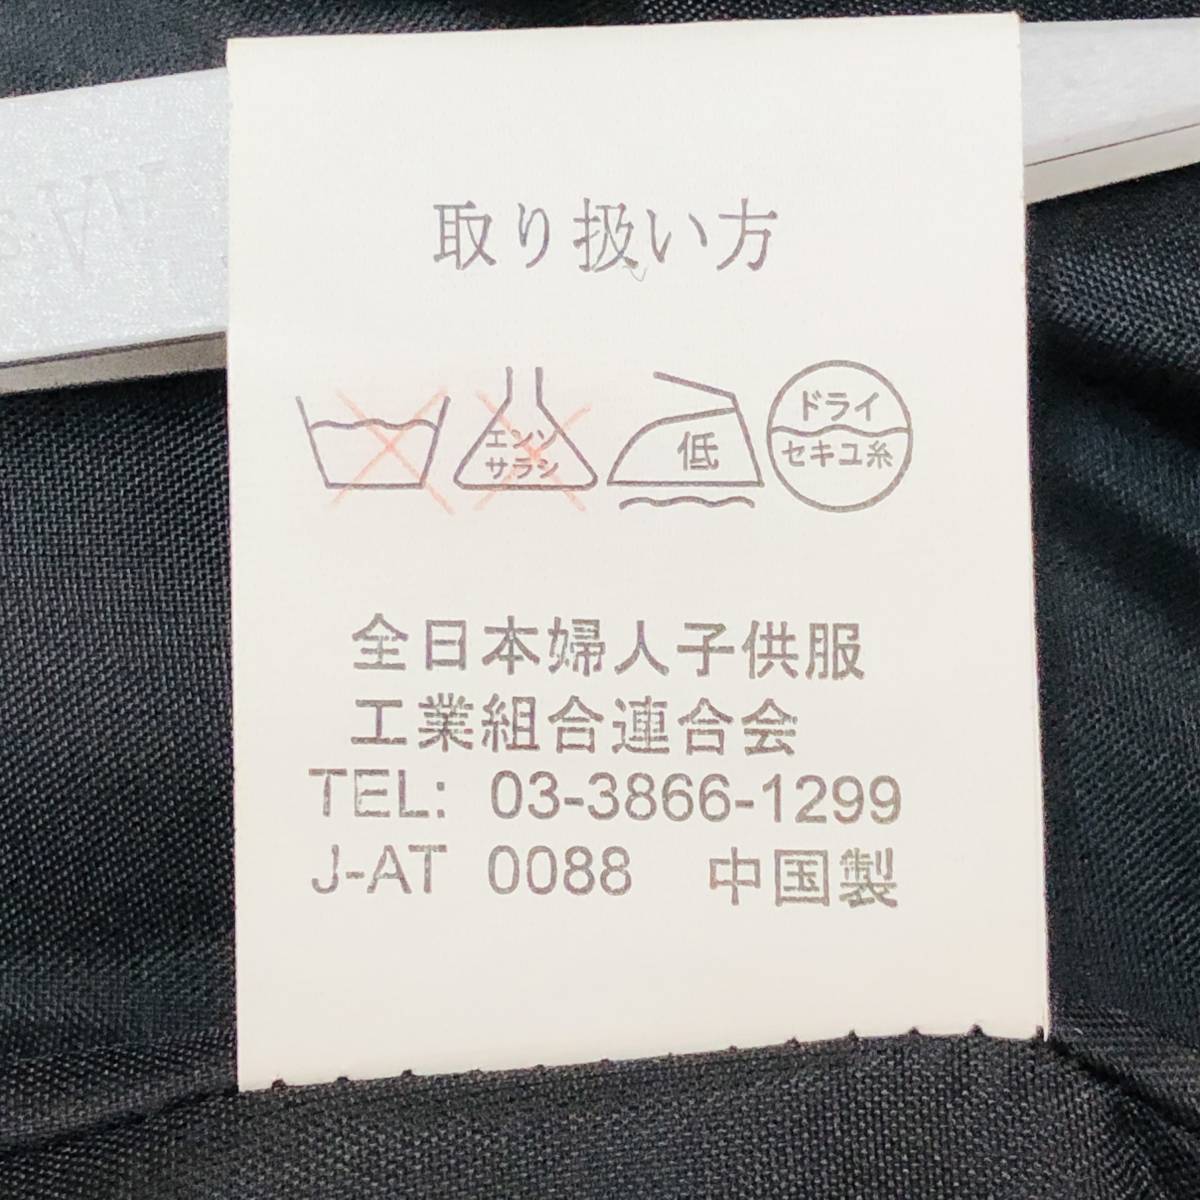 取り扱い方
エンソ
サラシ
低
ドライ
セキユ糸
全日本婦人子供服
工業組合連合会
TEL: 03-3866-1299
J-AT 0088 中国製